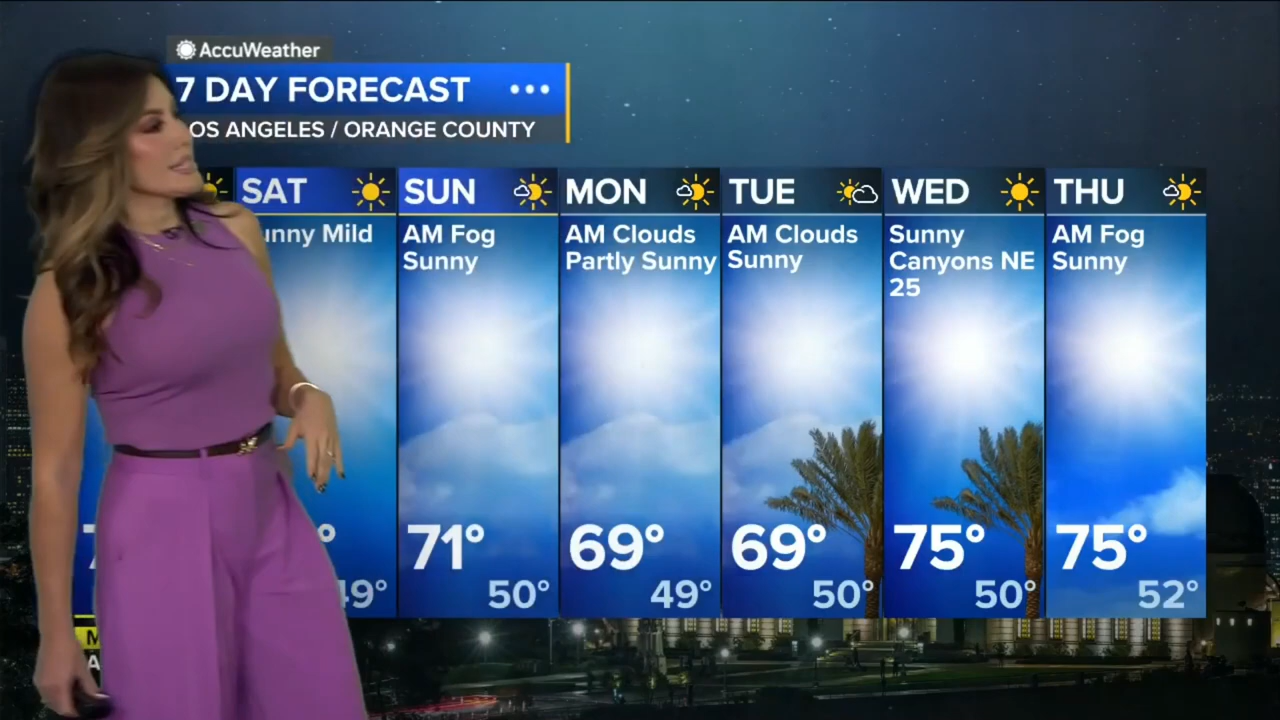 AccuWeather
7 DAY FORECAST
OS ANGELES / ORANGE COUNTY
SAT
SUN
MON
TUE
WED
THU
unny Mild
AM Fog
Sunny
AM Clouds
Partly Sunny
AM Clouds
Sunny
Sunny
Canyons NE
25
AM Fog
Sunny
71°
69°
69°
75°
75°
49°
50°
49°
50°
50°
52°